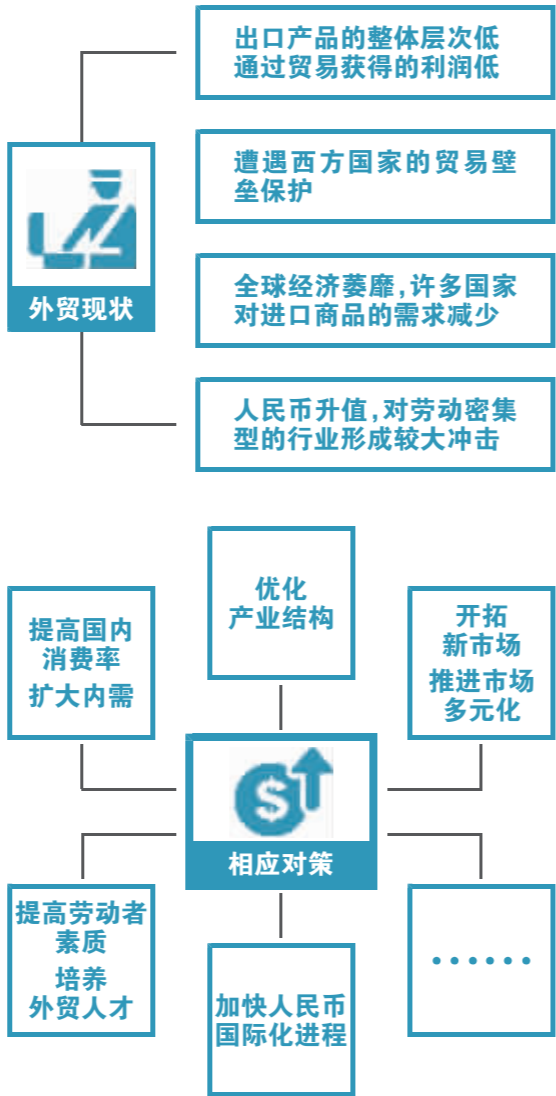 出口产品的整体层次低
通过贸易获得的利润低
遭遇西方国家的贸易壁
垒保护
外贸现状
全球经济萎靡，许多国家
对进口商品的需求减少
人民币升值，对劳动密集
型的行业形成较大冲击
优化
产业结构
提高国内
消费率
扩大内需
开拓
新市场
推进市场
多元化
$
相应对策
提高劳动者
素质
培养
外贸人才
加快人民币
国际化进程
••••••